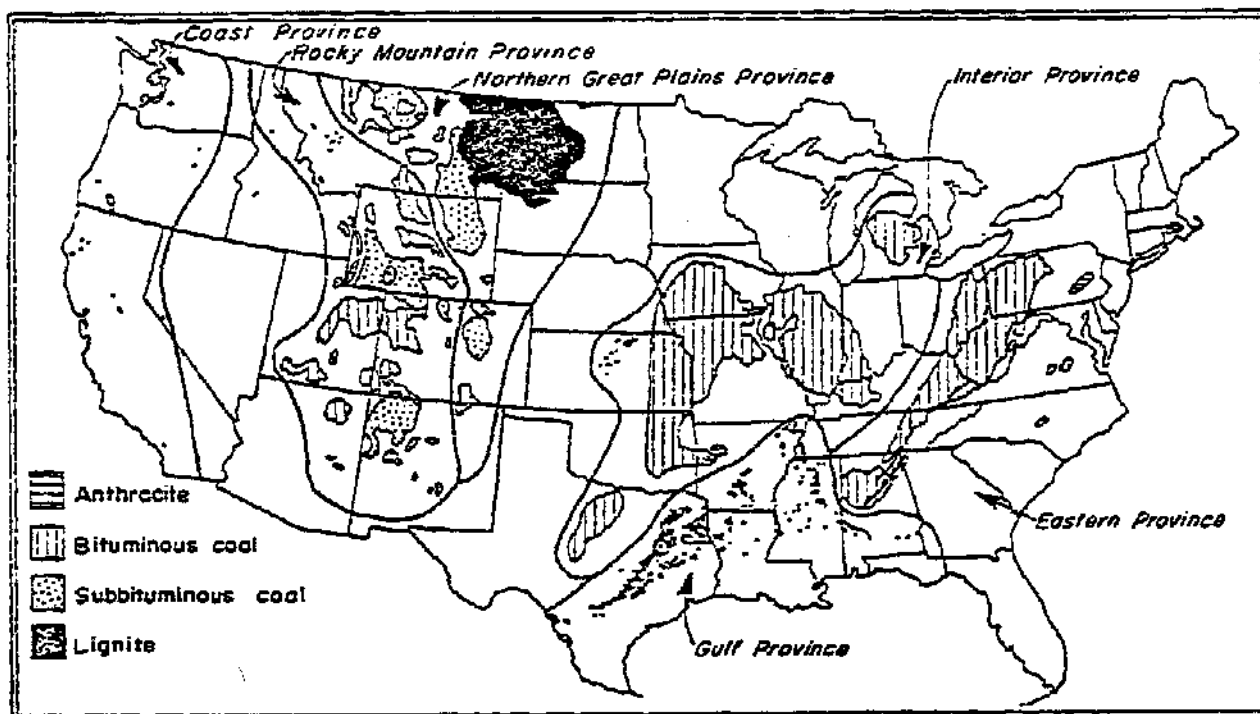 Coast Province
Rocky Mountain Province
Northern Great Plains Province
Interior Province
Anthracite
Bituminous coal
Subbituminous coal
Lignite
Eastern Province
Gulf Province